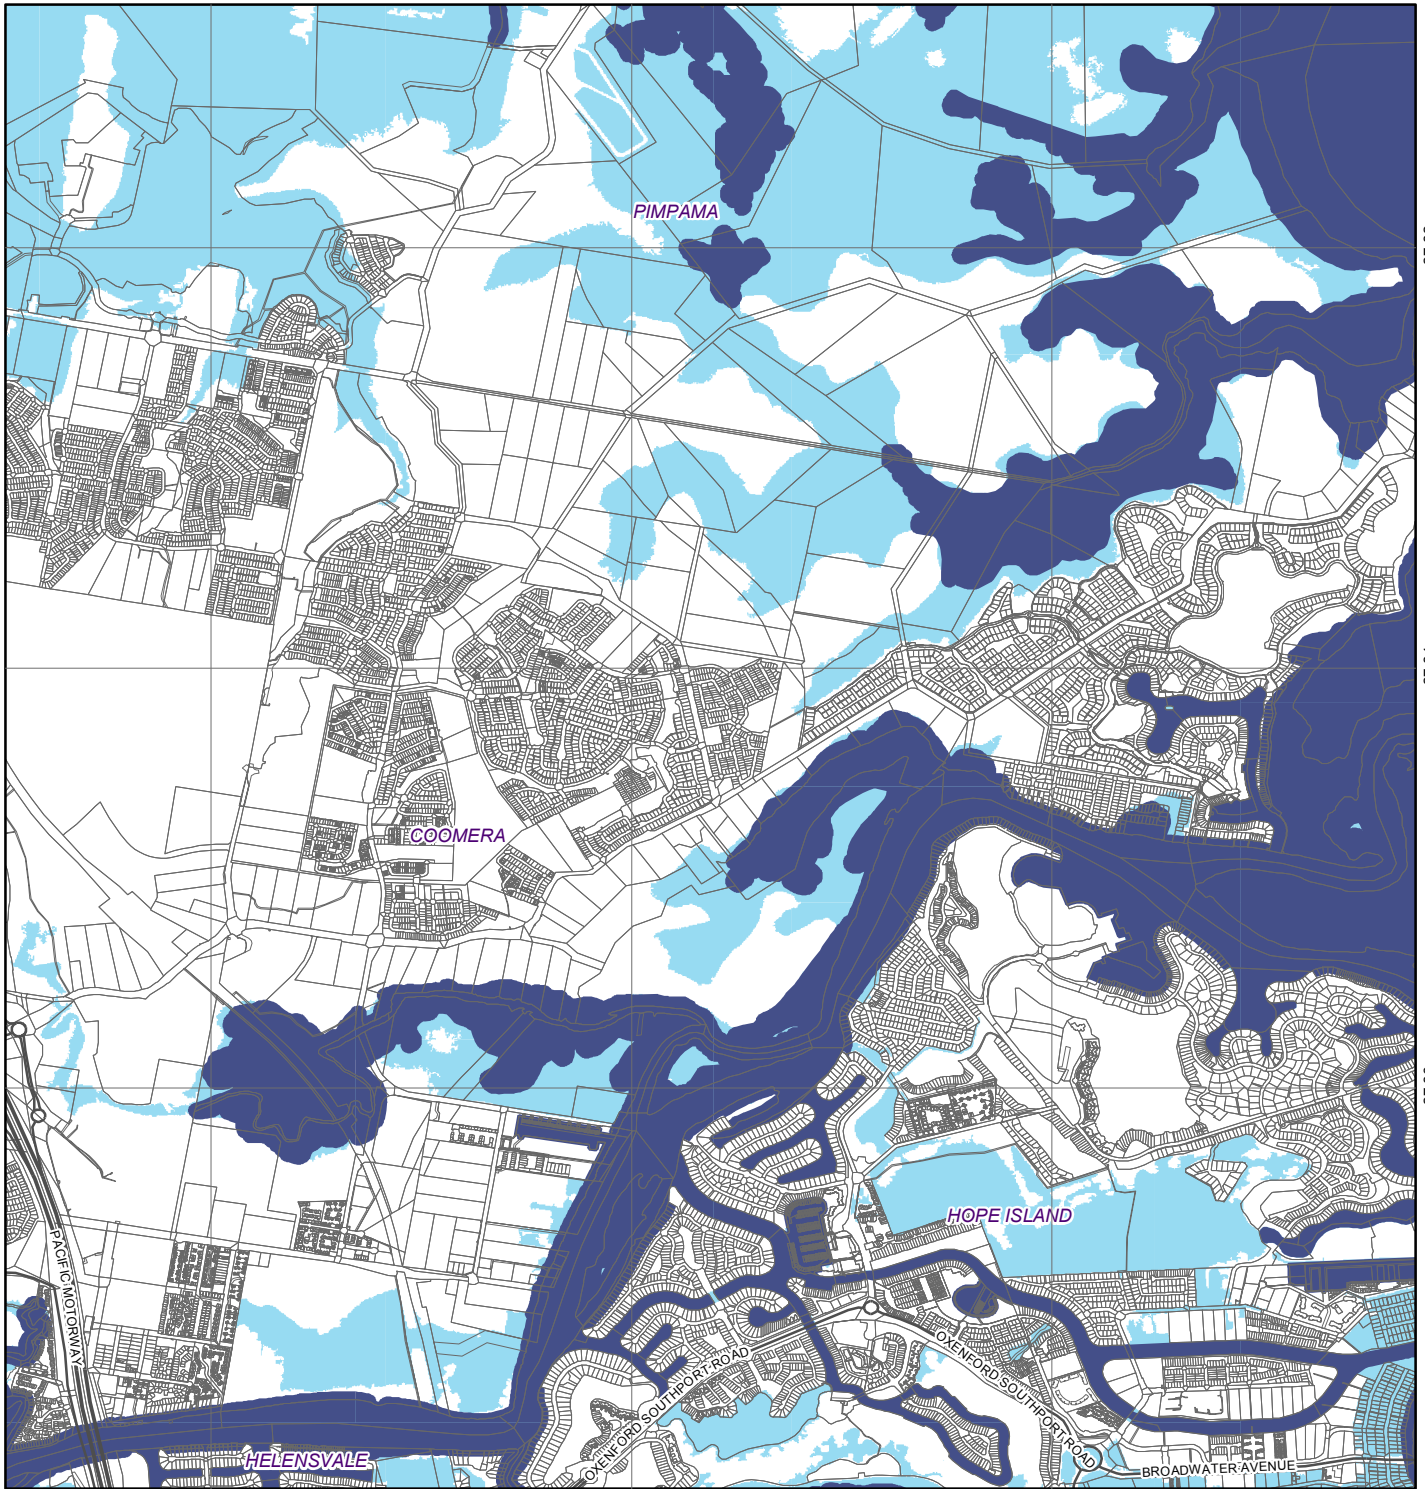 PIMPAMA
COOMERA
HOPE ISLAND
PACIFIC MOTORWAY
OXENFORD SOUTHPORT ROAD
OXENFORD SOUTHPORT ROAD
HELENSVALE
BROADWATER AVENUE